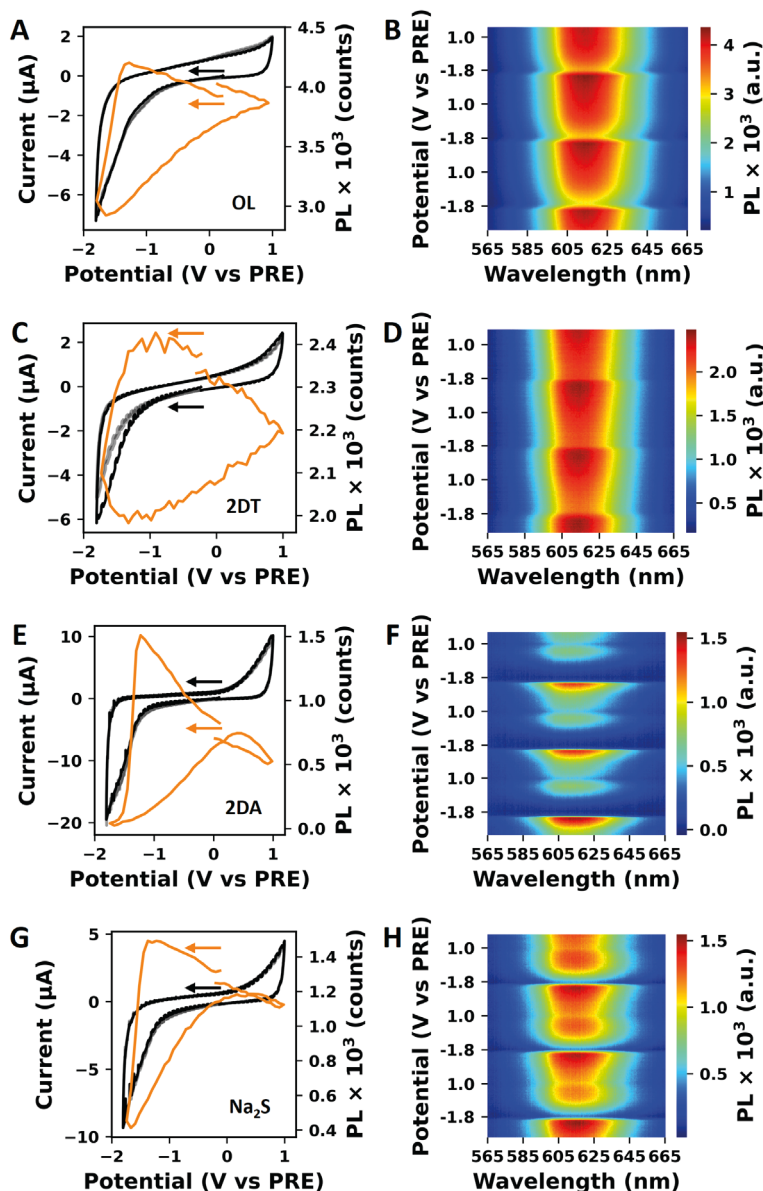 A
Current (µA)
2
0
−2
−4
−6
4.5
4.0
3.5
3.0
PL × 10³ (counts)
OL
−2 −1 0 1
Potential (V vs PRE)
B
Potential (V vs PRE)
1.0
-1.8
1.0
-1.8
1.0
-1.8
565 585 605 625 645 665
Wavelength (nm)
4
3
2
1
PL × 10³ (a.u.)
C
Current (µA)
2
0
−2
−4
−6
2.4
2.3
2.2
2.1
2.0
PL × 10³ (counts)
2DT
−2 −1 0 1
Potential (V vs PRE)
D
Potential (V vs PRE)
1.0
-1.8
1.0
-1.8
1.0
-1.8
565 585 605 625 645 665
Wavelength (nm)
2.0
1.5
1.0
0.5
PL × 10³ (a.u.)
E
Current (µA)
10
0
−10
−20
1.5
1.0
0.5
0.0
PL × 10³ (counts)
2DA
−2 −1 0 1
Potential (V vs PRE)
F
Potential (V vs PRE)
1.0
-1.8
1.0
-1.8
1.0
-1.8
565 585 605 625 645 665
Wavelength (nm)
1.5
1.0
0.5
0.0
PL × 10³ (a.u.)
G
Current (µA)
5
0
−5
−10
1.4
1.2
1.0
0.8
0.6
0.4
PL × 10³ (counts)
Na₂S
−2 −1 0 1
Potential (V vs PRE)
H
Potential (V vs PRE)
1.0
-1.8
1.0
-1.8
1.0
-1.8
565 585 605 625 645 665
Wavelength (nm)
1.5
1.0
0.5
PL × 10³ (a.u.)